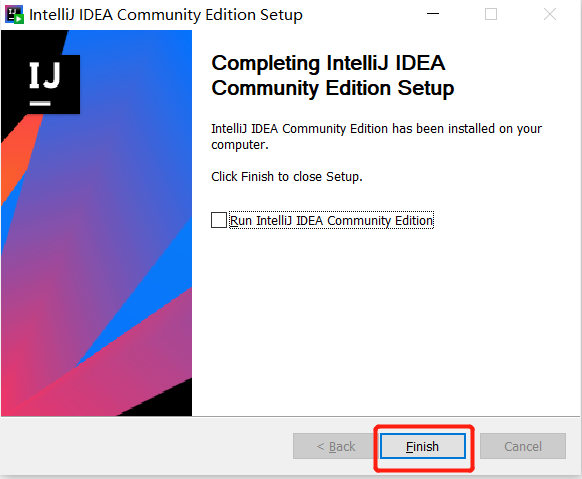 IntelliJ IDEA Community Edition Setup
IJ
Completing IntelliJ IDEA
Community Edition Setup
IntelliJ IDEA Community Edition has been installed on your
computer.
Click Finish to close Setup.
Run IntelliJ IDEA Community Edition
< Back
Finish
Cancel